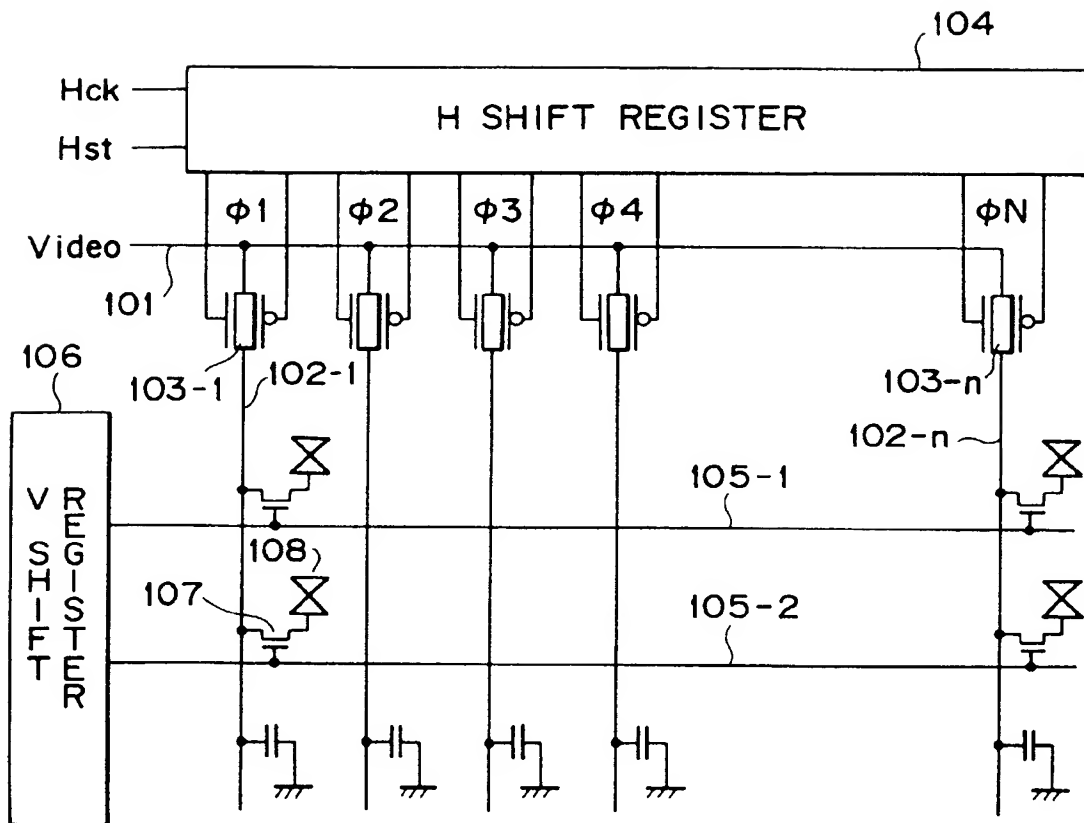 104
Hck
H SHIFT REGISTER
Hst
ϕ1 ϕ2 ϕ3 ϕ4 ϕN
Video
101
106
103-1
102-1
103-n
102-n
V SHIFT REGISTER
105-1
108
107
105-2